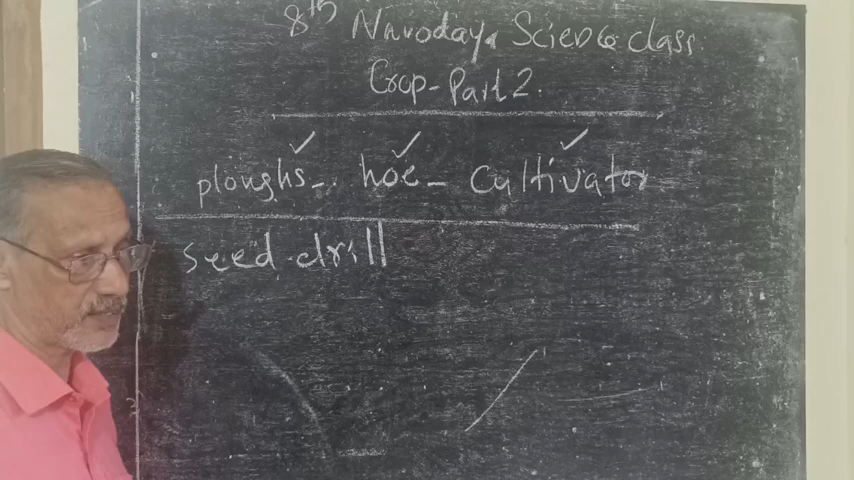 8th Navodaya Science class
Crop-Part 2.
ploughs - hoe - Cultivator
seed drill